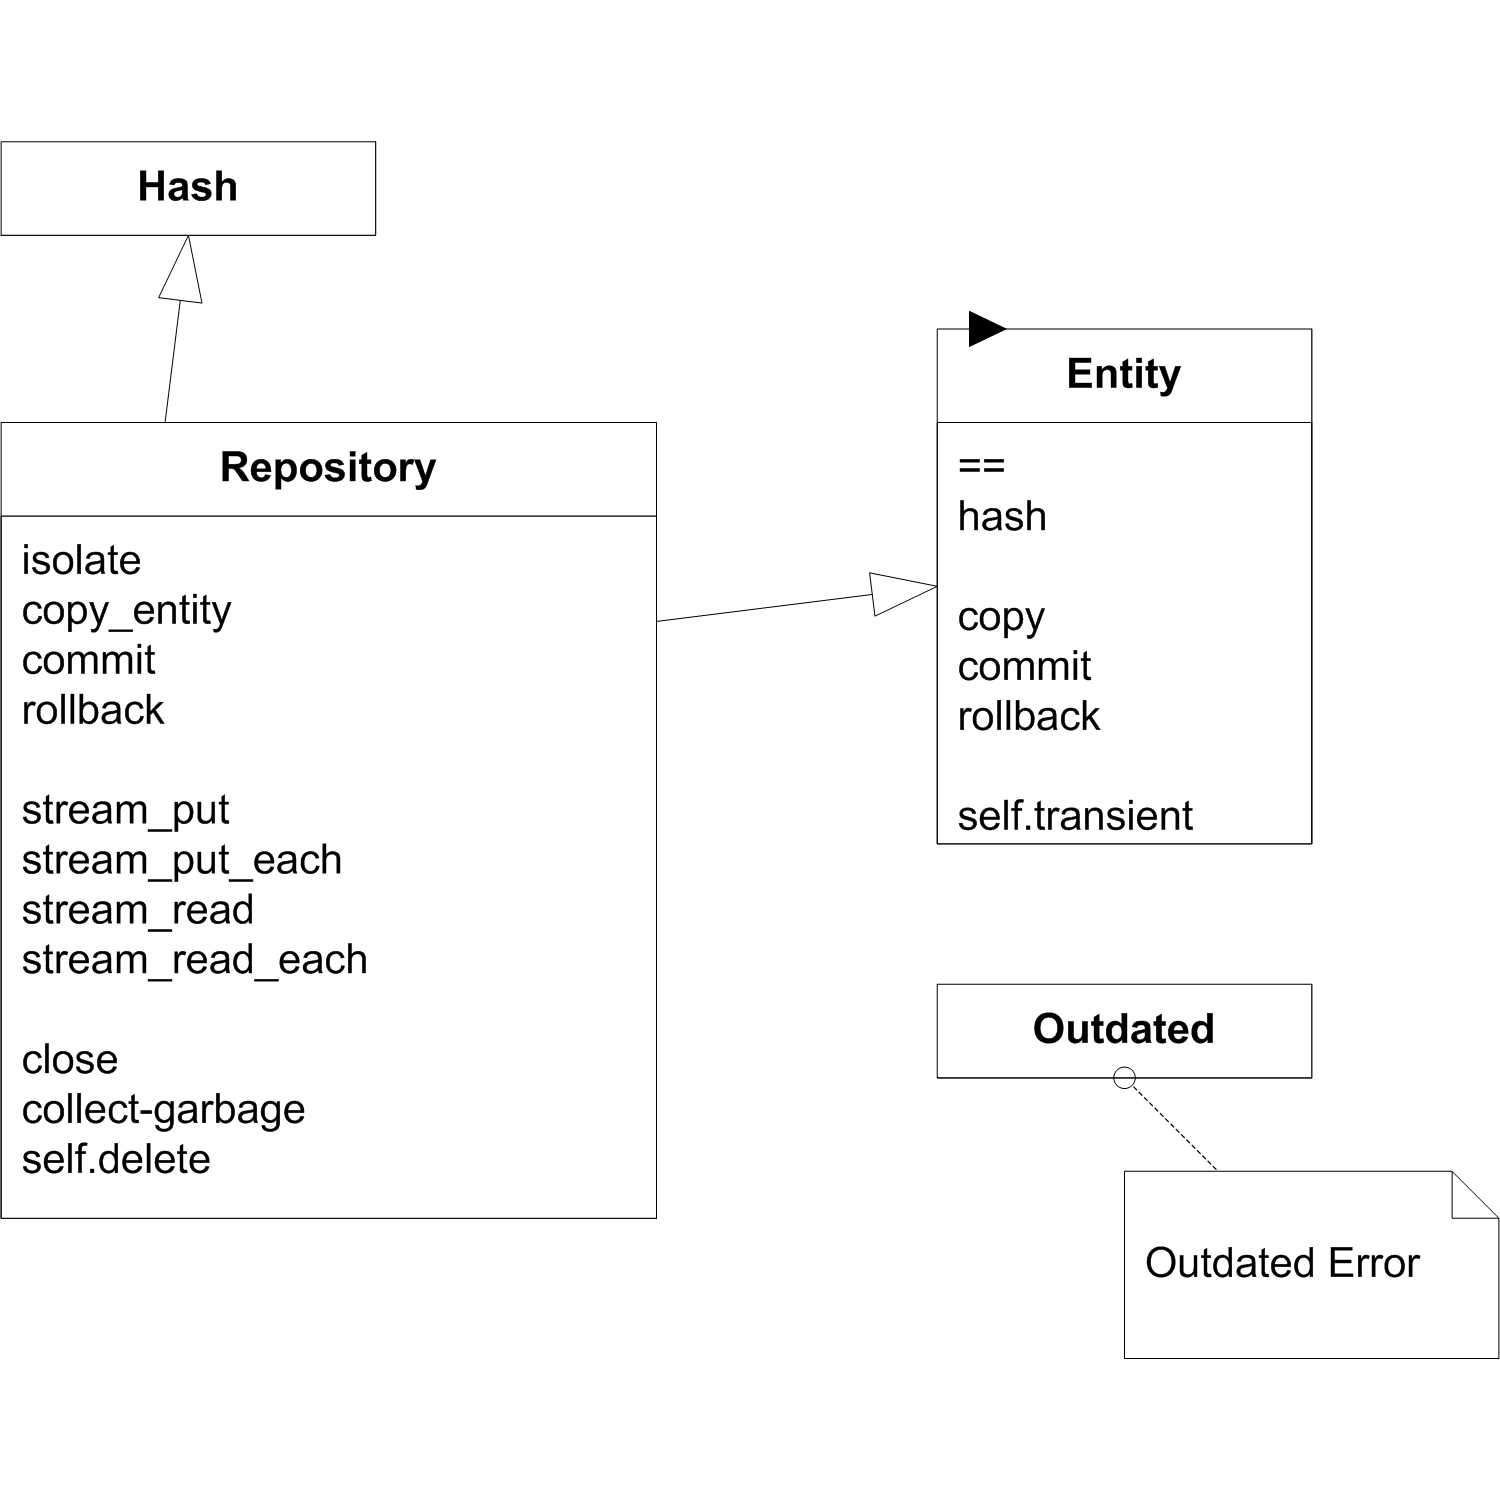 Hash
Repository
isolate
copy_entity
commit
rollback
stream_put
stream_put_each
stream_read
stream_read_each
close
collect-garbage
self.delete
Entity
==
hash
copy
commit
rollback
self.transient
Outdated
Outdated Error